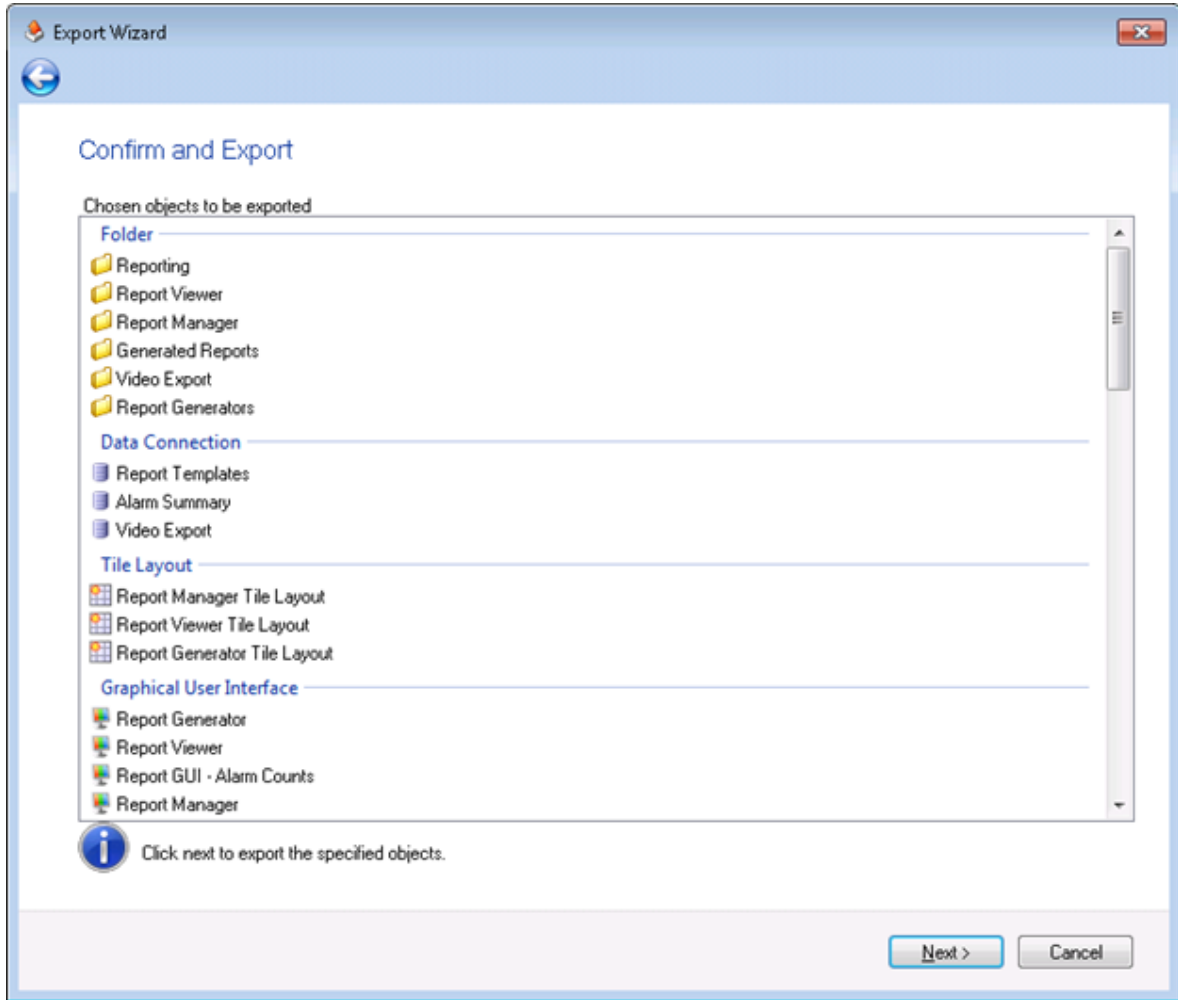 Export Wizard
Confirm and Export
Chosen objects to be exported
Folder
Reporting
Report Viewer
Report Manager
Generated Reports
Video Export
Report Generators
Data Connection
Report Templates
Alarm Summary
Video Export
Tile Layout
Report Manager Tile Layout
Report Viewer Tile Layout
Report Generator Tile Layout
Graphical User Interface
Report Generator
Report Viewer
Report GUI - Alarm Counts
Report Manager
Click next to export the specified objects.
Next > Cancel